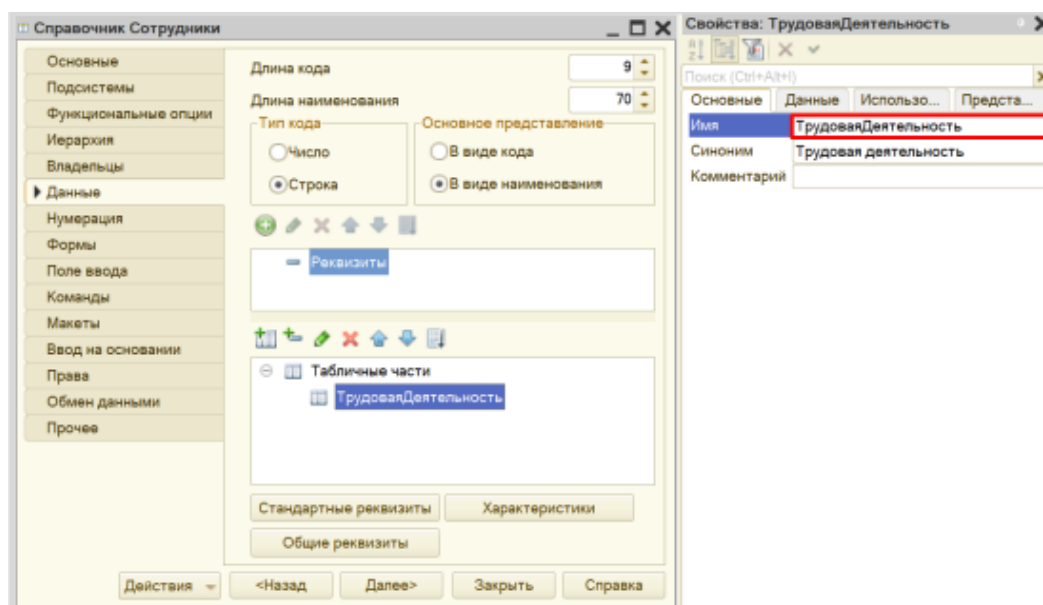 Справочник Сотрудники
Основные
Подсистемы
Функциональные опции
Иерархия
Владельцы
Данные
Нумерация
Формы
Поле ввода
Команды
Макеты
Ввод на основании
Права
Обмен данными
Прочее
Длина кода 9
Длина наименования 70
Тип кода
Число
Строка
Основное представление
В виде кода
В виде наименования
Реквизиты
Табличные части
ТрудоваяДеятельность
Стандартные реквизиты Характеристики
Общие реквизиты
Действия <Назад Далее> Закрыть Справка
Свойства: ТрудоваяДеятельность
Поиск (Ctrl+Alt+I)
Основные Данные Использо... Предста...
Имя ТрудоваяДеятельность
Синоним Трудовая деятельность
Комментарий